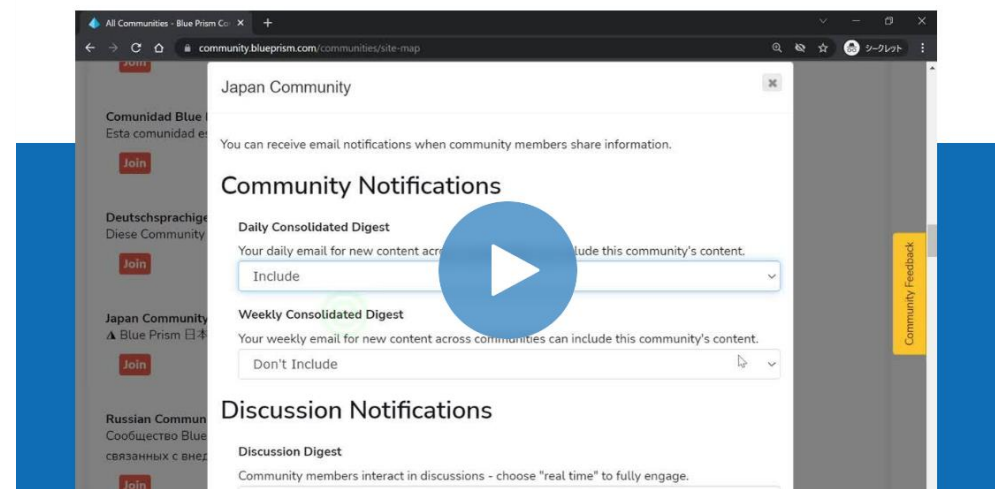 All Communities - Blue Prism Co
community.blueprism.com/communities/site-map
シークレット
Join
Japan Community
Comunidad Blue
Esta comunidad es
You can receive email notifications when community members share information.
Join
Community Notifications
Deutschsprachige
Diese Community
Daily Consolidated Digest
Your daily email for new content acr lude this community's content.
Join
Include
Community Feedback
Japan Community
Blue Prism 日本
Weekly Consolidated Digest
Your weekly email for new content across communities can include this community's content.
Join
Don't Include
Russian Commun
Сообщество Blue
связанных с внед
Discussion Notifications
Discussion Digest
Community members interact in discussions - choose "real time" to fully engage.
Join